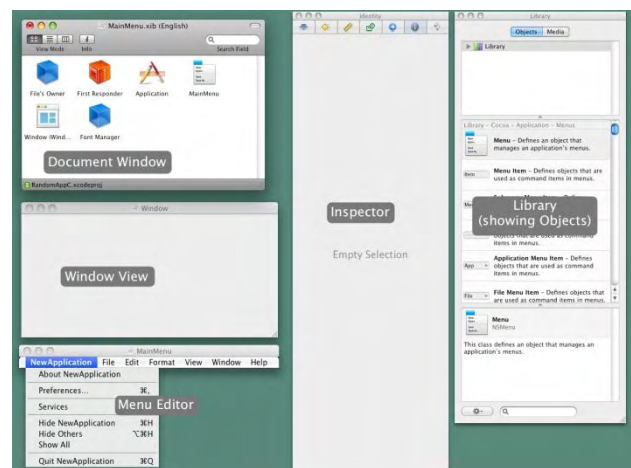 MainMenu.xib (English)
View Mode
Info
Search Field
File's Owner
First Responder
Application
MainMenu
Window (Wind...
Font Manager
Document Window
RandomAppC.xcodeproj
Window
Window View
MainMenu
NewApplication File Edit Format View Window Help
About NewApplication
Preferences... ⌘,
Services
Menu Editor
Hide NewApplication ⌘H
Hide Others ⌥⌘H
Show All
Quit NewApplication ⌘Q
Identity
Inspector
Empty Selection
Library
Objects Media
Library
Library - Cocoa - Application - Menus
Menu - Defines an object that
manages an application's menus.
Item
Menu Item - Defines objects that are
used as command items in menus.
Library
(showing Objects)
objects that are used as command
items in menus.
App
Application Menu Item - Defines
objects that are used as command
items in menus.
File
File Menu Item - Defines objects that
are used as command items in menus.
Menu
NSMenu
This class defines an object that manages an
application's menus.